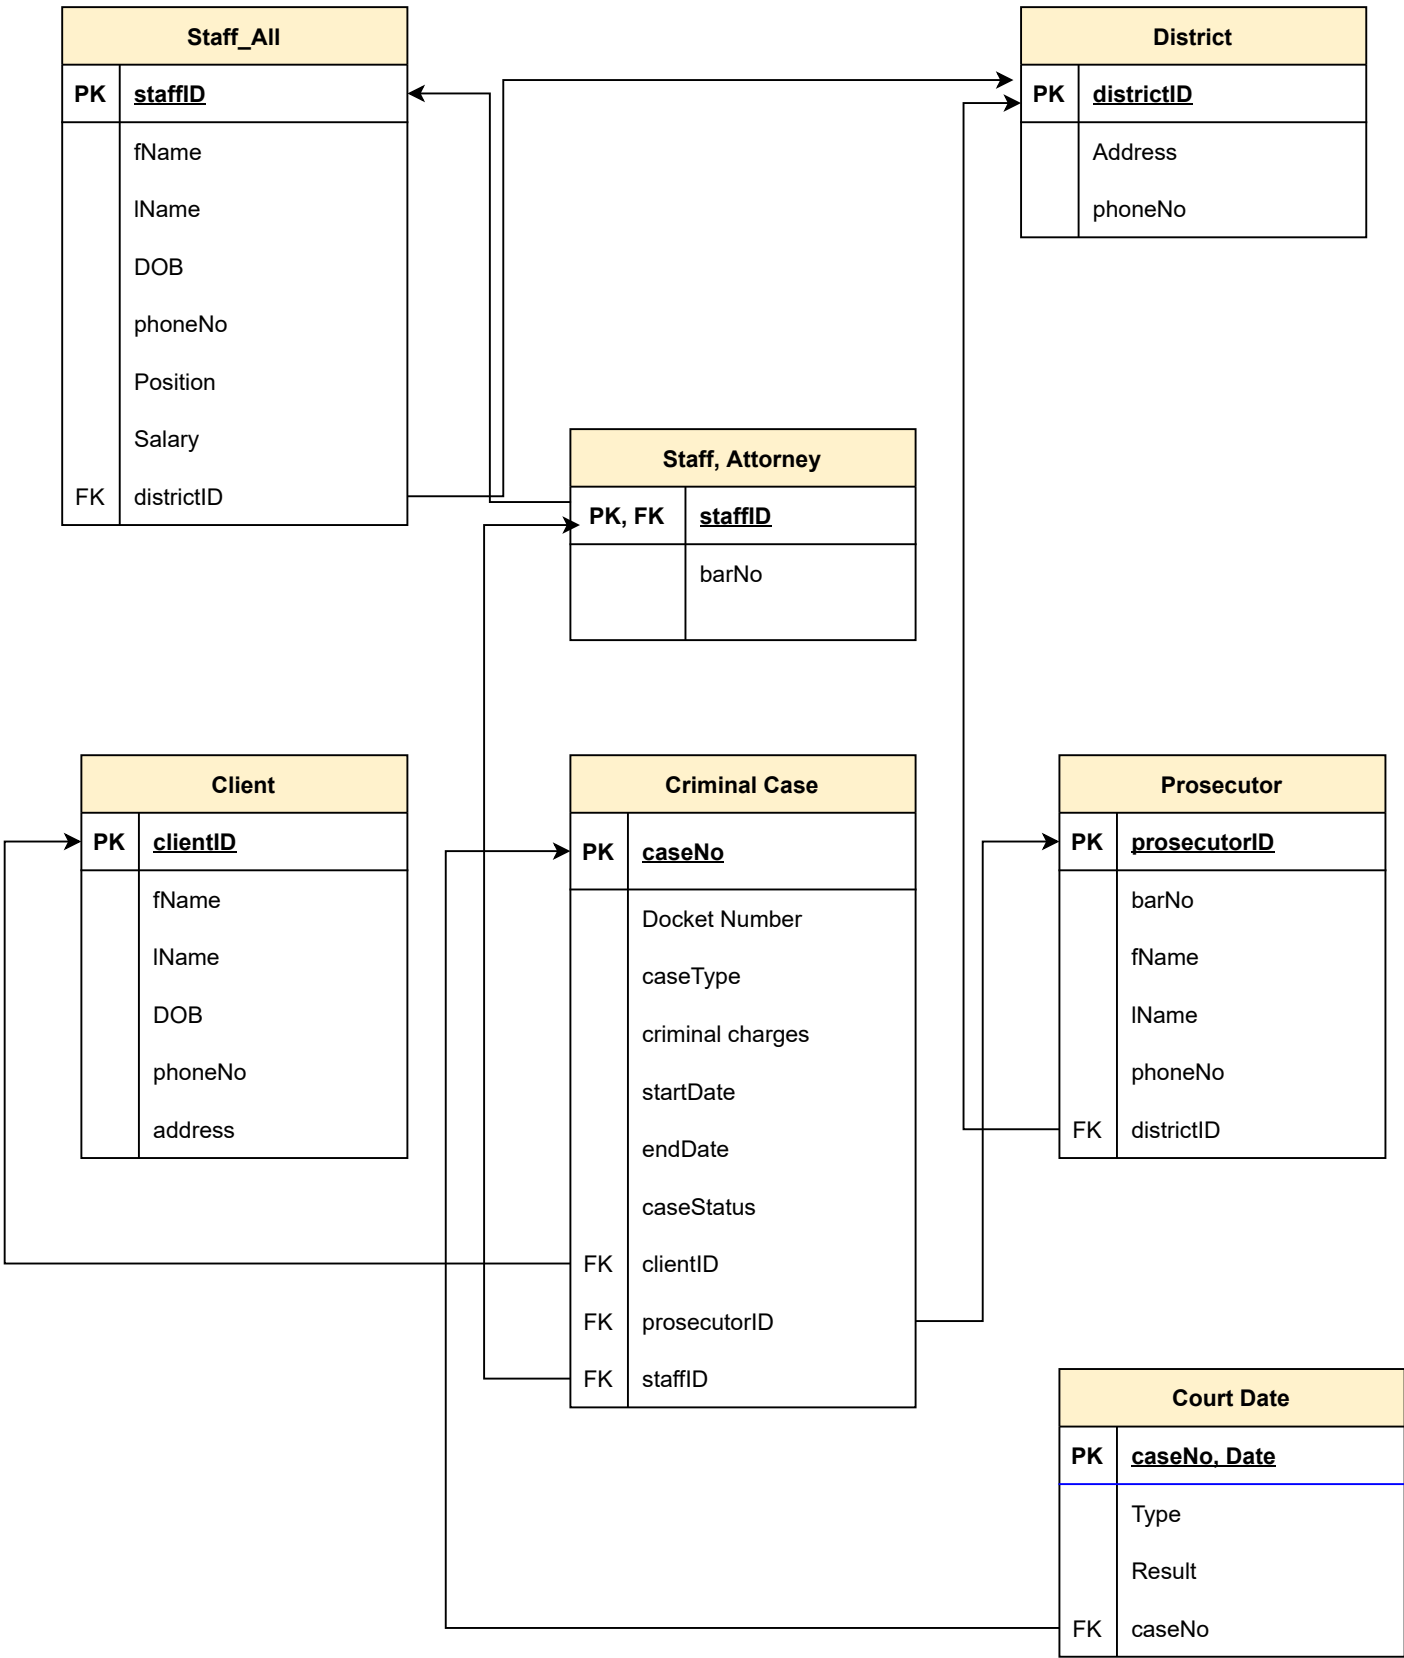 Staff_All
PK staffID
fName
lName
DOB
phoneNo
Position
Salary
FK districtID
District
PK districtID
Address
phoneNo
Staff, Attorney
PK, FK staffID
barNo
Client
PK clientID
fName
lName
DOB
phoneNo
address
Criminal Case
PK caseNo
Docket Number
caseType
criminal charges
startDate
endDate
caseStatus
FK clientID
FK prosecutorID
FK staffID
Prosecutor
PK prosecutorID
barNo
fName
lName
phoneNo
FK districtID
Court Date
PK caseNo, Date
Type
Result
FK caseNo